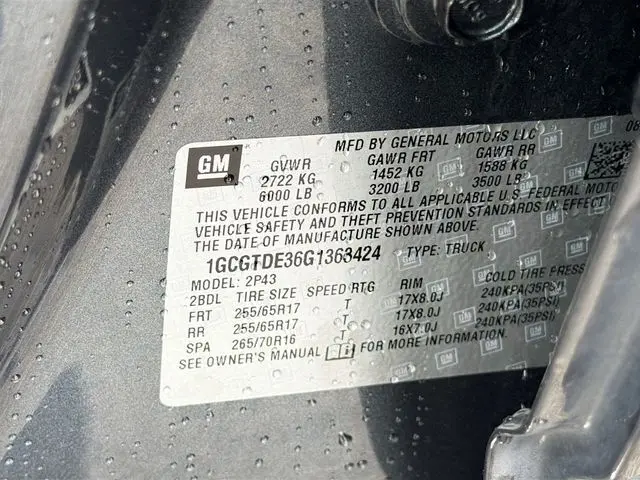 MFD BY GENERAL MOTORS LLC
08
GM GVWR GAWR FRT GAWR RR
2722 KG 1452 KG 1588 KG
6000 LB 3200 LB 3500 LB
THIS VEHICLE CONFORMS TO ALL APPLICABLE U.S. FEDERAL MOTO
VEHICLE SAFETY AND THEFT PREVENTION STANDARDS IN EFFECT
THE DATE OF MANUFACTURE SHOWN ABOVE.
1GCGTDE36G1363424 TYPE: TRUCK
MODEL: 2P43
2BDL TIRE SIZE SPEED RTG RIM COLD TIRE PRES
FRT 255/65R17 T 17X8.0J 240KPA(35PSI)
RR 255/65R17 T 17X8.0J 240KPA(35PSI)
SPA 265/70R16 T 16X7.0J 240KPA(35PSI)
SEE OWNER'S MANUAL FOR MORE INFORMATION.